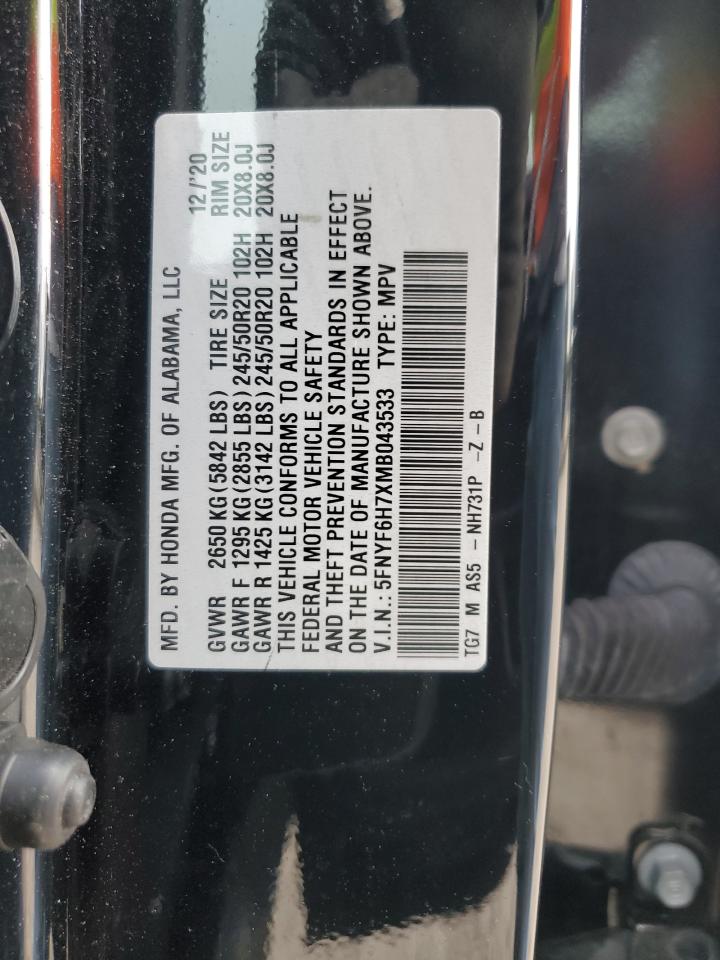 MFD. BY HONDA MFG. OF ALABAMA, LLC 12/'20
GVWR 2650 KG (5842 LBS) TIRE SIZE RIM SIZE
GAWR F 1295 KG (2855 LBS) 245/50R20 102H 20X8.0J
GAWR R 1425 KG (3142 LBS) 245/50R20 102H 20X8.0J
THIS VEHICLE CONFORMS TO ALL APPLICABLE
FEDERAL MOTOR VEHICLE SAFETY
AND THEFT PREVENTION STANDARDS IN EFFECT
ON THE DATE OF MANUFACTURE SHOWN ABOVE.
V.I.N.: 5FNYF6H7XMB043533 TYPE: MPV
TG7 M AS5 - NH731P -Z-B